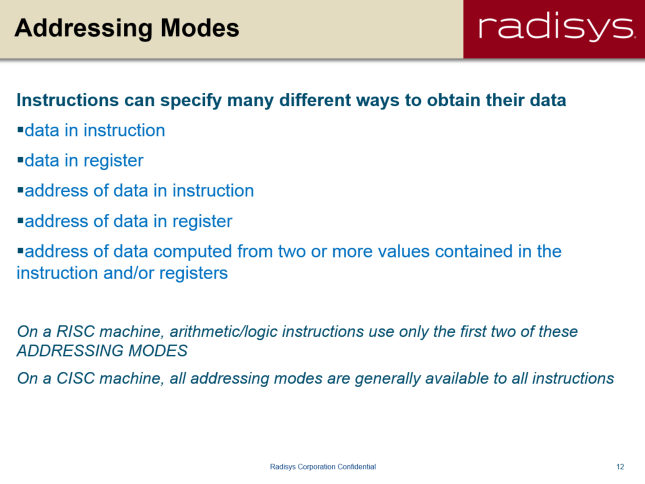 Addressing Modes
radisys.
Instructions can specify many different ways to obtain their data
▪data in instruction
▪data in register
▪address of data in instruction
▪address of data in register
▪address of data computed from two or more values contained in the
instruction and/or registers
On a RISC machine, arithmetic/logic instructions use only the first two of these
ADDRESSING MODES
On a CISC machine, all addressing modes are generally available to all instructions
Radisys Corporation Confidential
12